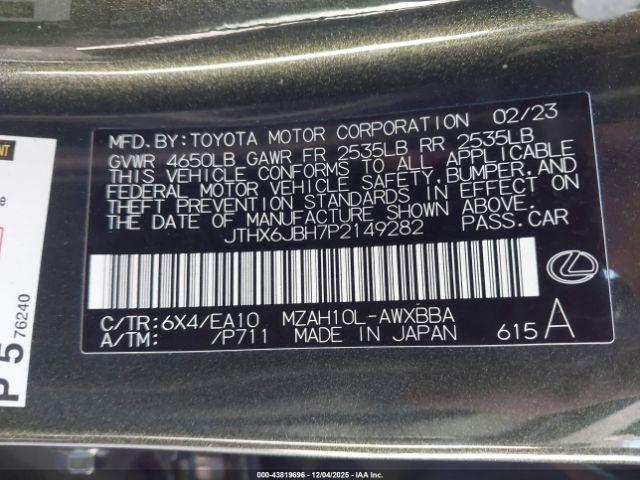 MFD.BY:TOYOTA MOTOR CORPORATION 02/23
GVWR 4650LB GAWR FR 2535LB RR 2535LB
THIS VEHICLE CONFORMS TO ALL APPLICABLE
FEDERAL MOTOR VEHICLE SAFETY,BUMPER,AND
THEFT PREVENTION STANDARDS IN EFFECT ON
THE DATE OF MANUFACTURE SHOWN ABOVE.
JTHX6JBH7P2149282 PASS.CAR
C/TR:6X4/EA10 MZAH10L-AWXBBA
A/TM: /P711 MADE IN JAPAN 615A
P 5 76240
000-43819696 - 12/04/2025 - IAAC. Inc.